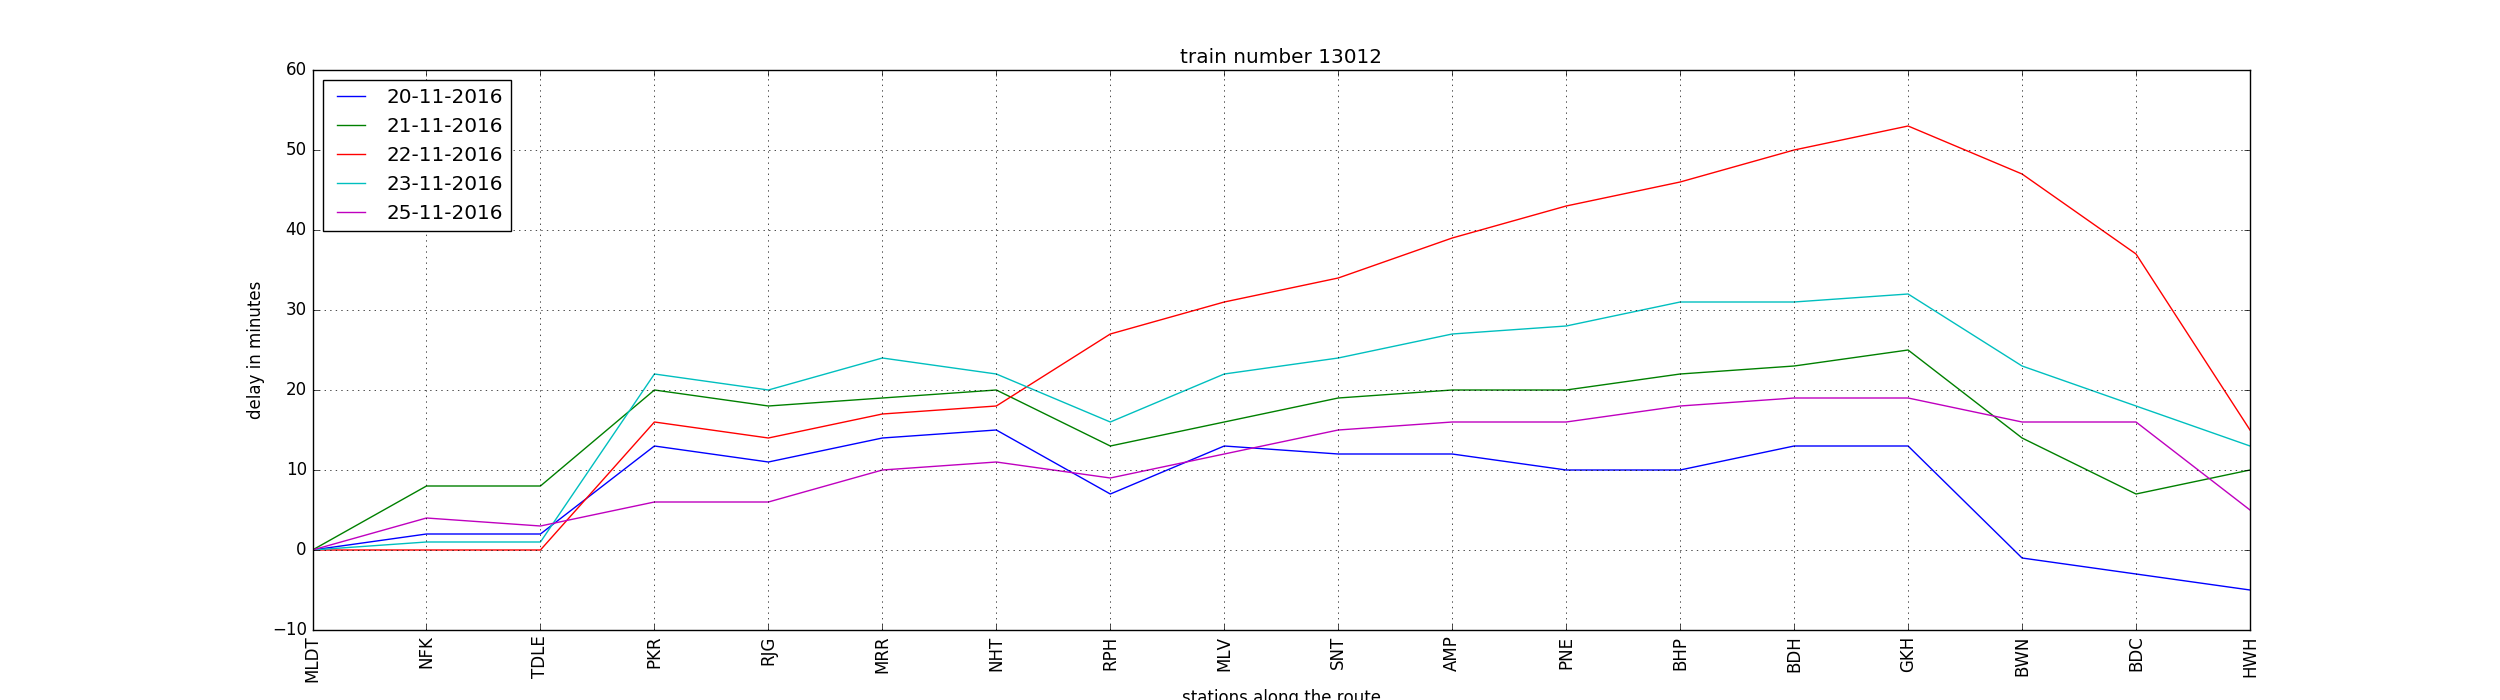 train number 13012
60
50
40
30
20
10
0
−10
delay in minutes
20-11-2016
21-11-2016
22-11-2016
23-11-2016
25-11-2016
MLDT
NFK
TDLE
PKR
RJG
MRR
NHT
RPH
MLV
SNT
AMP
PNE
BHP
BDH
GKH
BWN
BDC
HWH
stations along the route